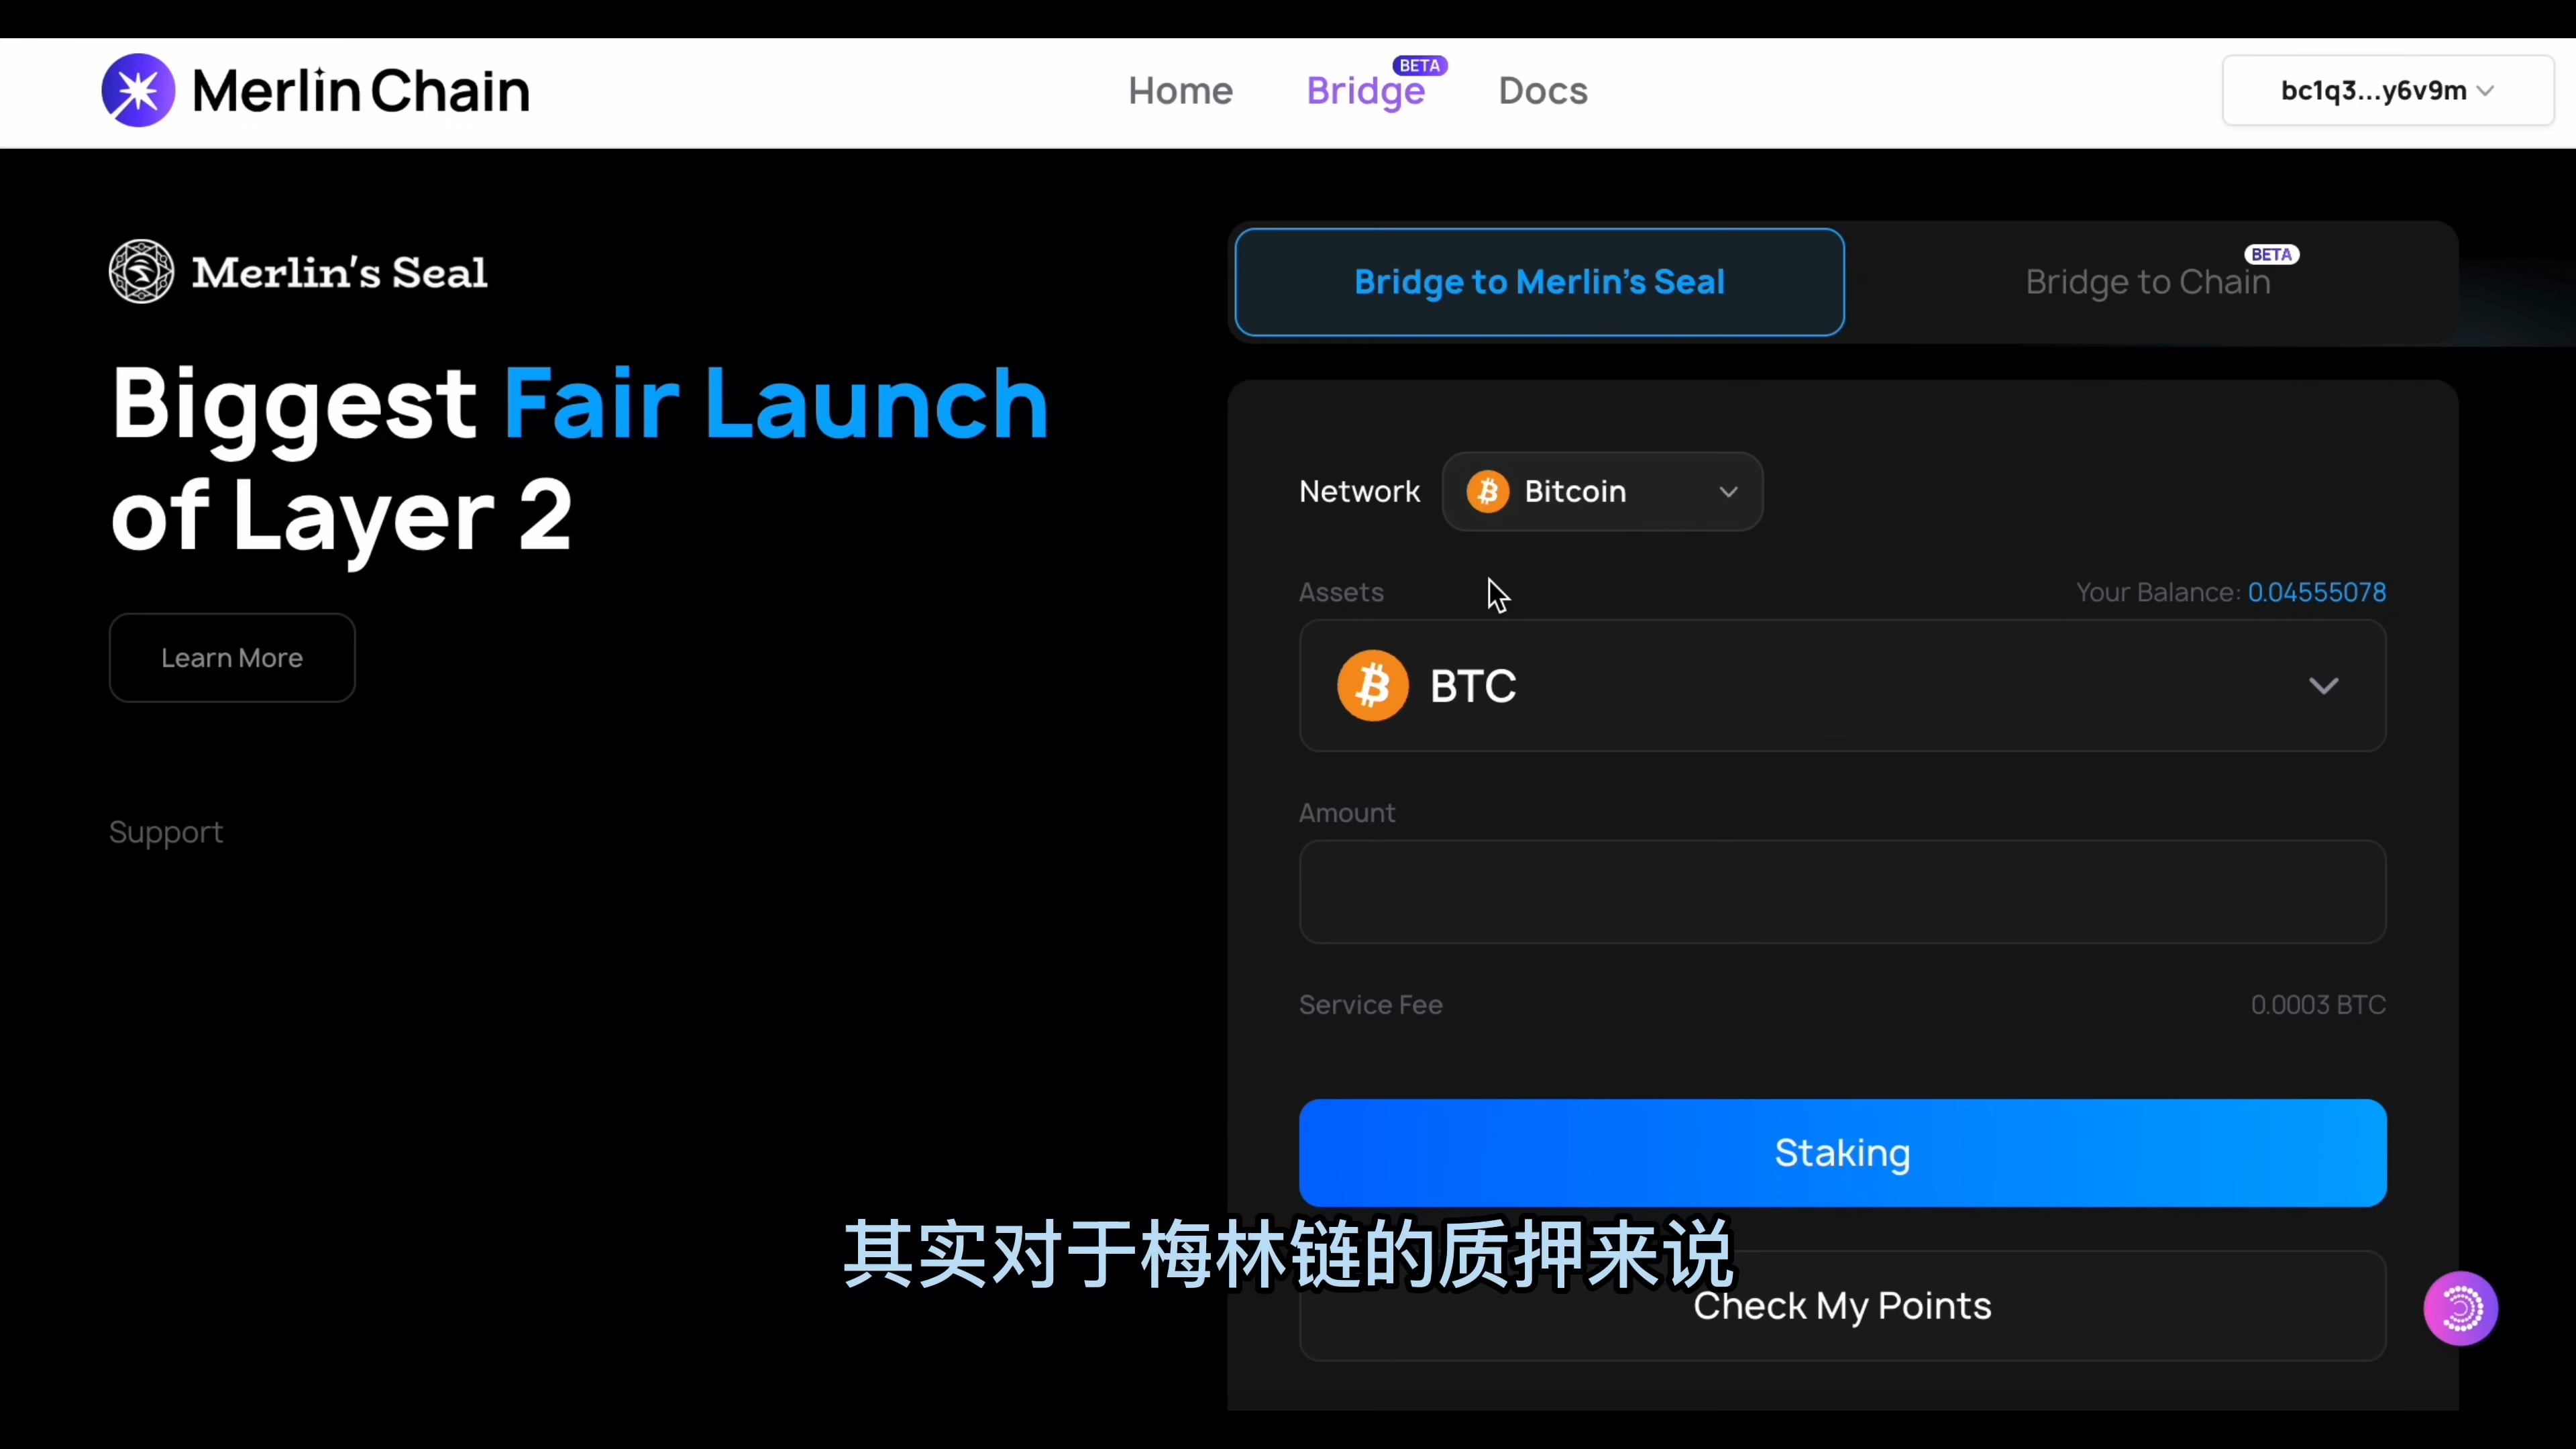 Merlin Chain
Home
Bridge
BETA
Docs
bc1q3...y6v9m
Merlin's Seal
Biggest Fair Launch
of Layer 2
Learn More
Support
Bridge to Merlin's Seal
Bridge to Chain
BETA
Network
Bitcoin
Assets
Your Balance: 0.04555078
BTC
Amount
Service Fee
0.0003 BTC
Staking
其实对于梅林链的质押来说
Check My Points